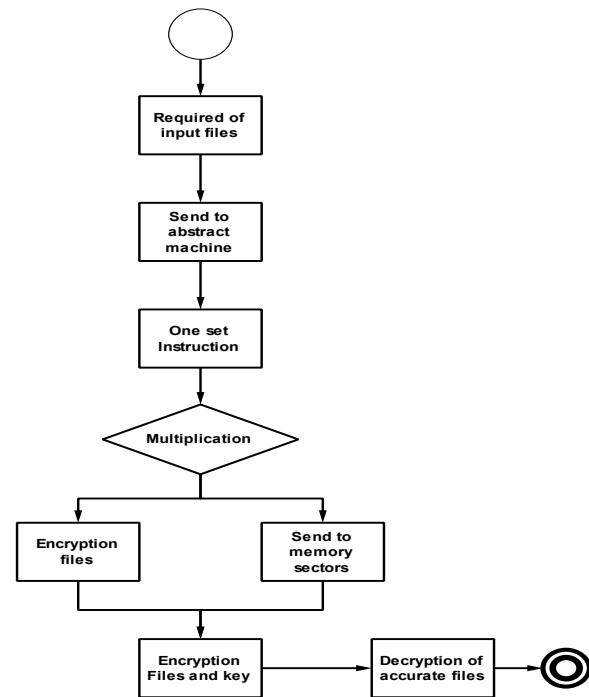 Required of
input files
Send to
abstract
machine
One set
Instruction
Multiplication
Encryption
files
Send to
memory
sectors
Encryption
Files and key
Decryption of
accurate files